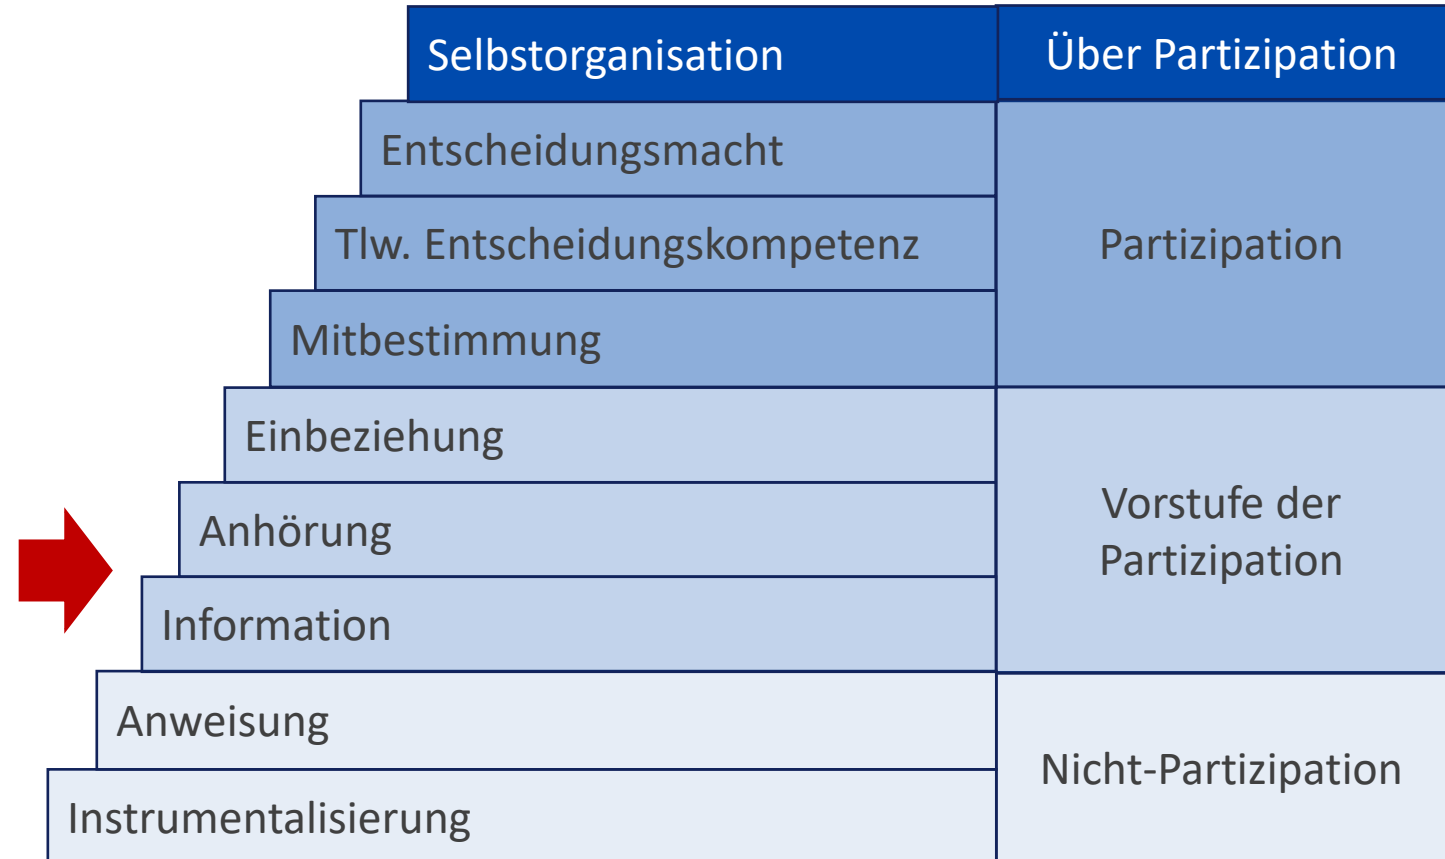 Selbstorganisation
Über Partizipation
Entscheidungsmacht
Tlw. Entscheidungskompetenz
Mitbestimmung
Partizipation
Einbeziehung
Anhörung
Information
Vorstufe der
Partizipation
Anweisung
Instrumentalisierung
Nicht-Partizipation